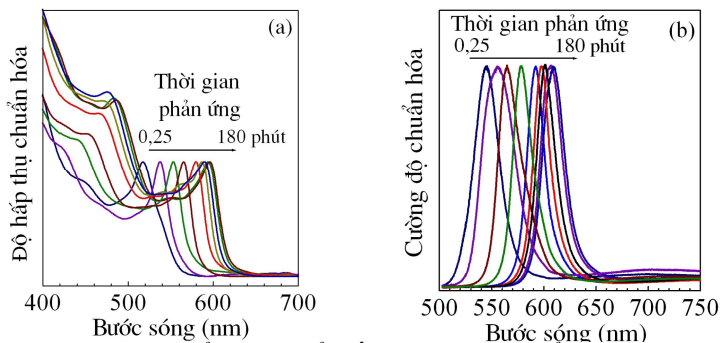 (a)
Thời gian
phản ứng
0,25 180 phút
Độ hấp thụ chuẩn hóa
400 500 600 700
Bước sóng (nm)
(b)
Thời gian phản ứng
0,25 180 phút
Cường độ chuẩn hóa
500 550 600 650 700 750
Bước sóng (nm)